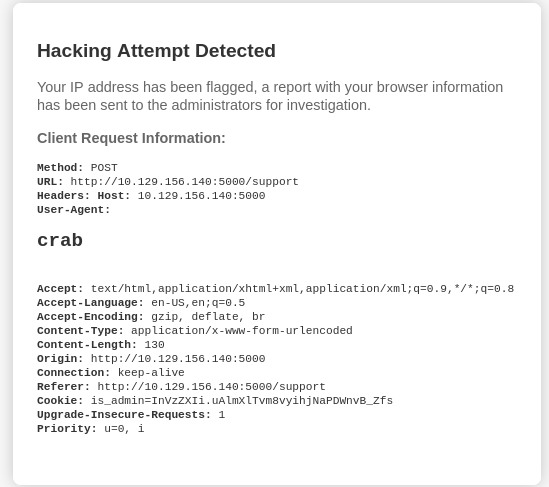 Hacking Attempt Detected
Your IP address has been flagged, a report with your browser information
has been sent to the administrators for investigation.
Client Request Information:
Method: POST
URL: http://10.129.156.140:5000/support
Headers: Host: 10.129.156.140:5000
User-Agent:
crab
Accept: text/html,application/xhtml+xml,application/xml;q=0.9,*/*;q=0.8
Accept-Language: en-US,en;q=0.5
Accept-Encoding: gzip, deflate, br
Content-Type: application/x-www-form-urlencoded
Content-Length: 130
Origin: http://10.129.156.140:5000
Connection: keep-alive
Referer: http://10.129.156.140:5000/support
Cookie: is_admin=InVzZXIi.uAlmXlTvm8vyihjNaPDWnvB_Zfs
Upgrade-Insecure-Requests: 1
Priority: u=0, i